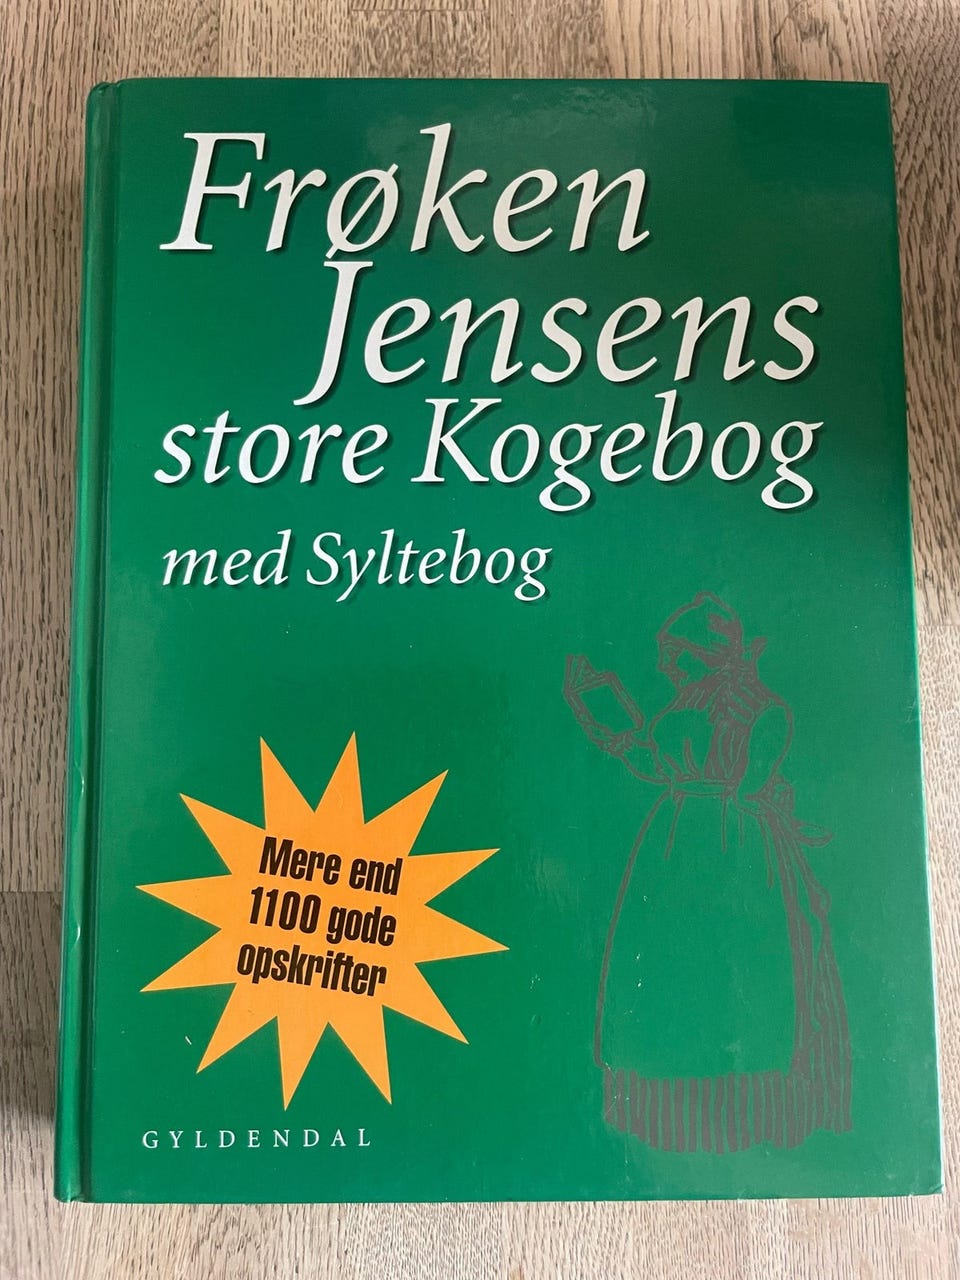 Frøken
Jensens
store Kogebog
med Syltebog
Mere end
1100 gode
opskrifter
GYLDENDAL